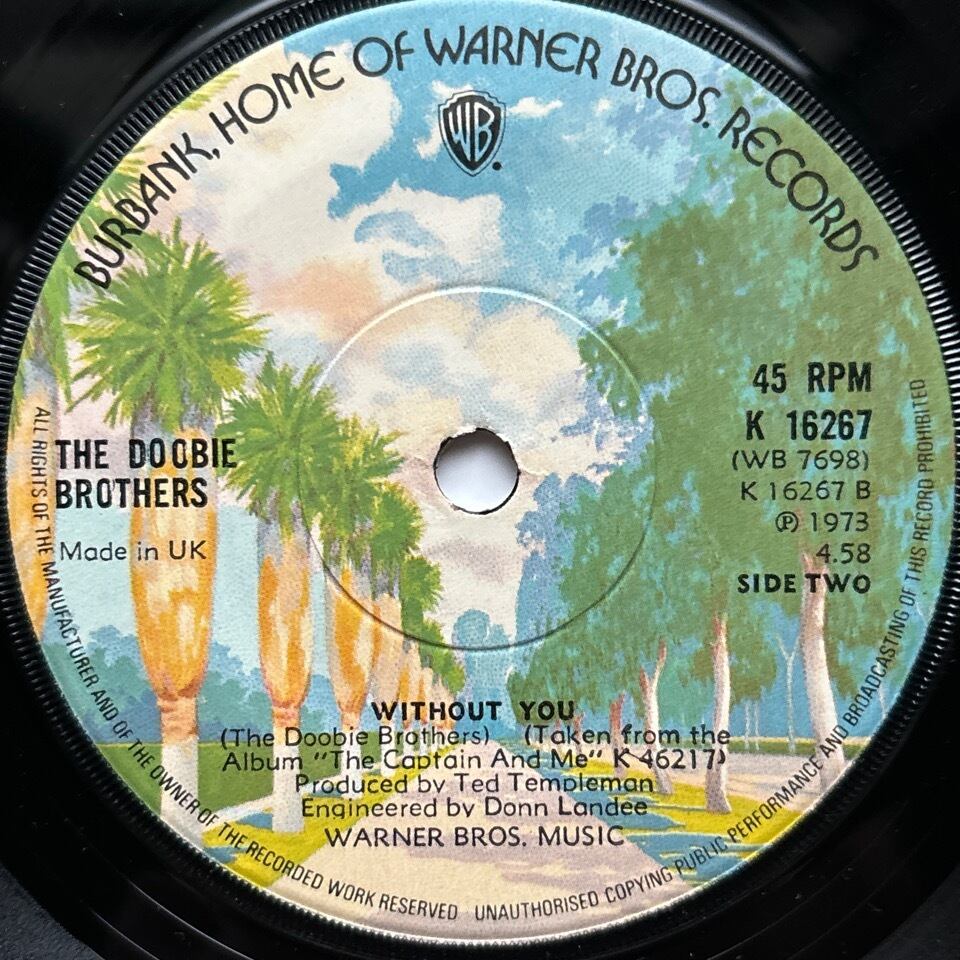 BURBANK, HOME OF WARNER BROS. RECORDS
WB
THE DOOBIE
BROTHERS
Made in UK
45 RPM
K 16267
(WB 7698)
K 16267 B
℗ 1973
4.58
SIDE TWO
WITHOUT YOU
(The Doobie Brothers) (Taken from the
Album "The Captain And Me" K 46217)
Produced by Ted Templeman
Engineered by Donn Landee
WARNER BROS. MUSIC
ALL RIGHTS OF THE MANUFACTURER AND OF THE OWNER OF THE RECORDED WORK RESERVED UNAUTHORISED COPYING PUBLIC PERFORMANCE AND BROADCASTING OF THIS RECORD PROHIBITED